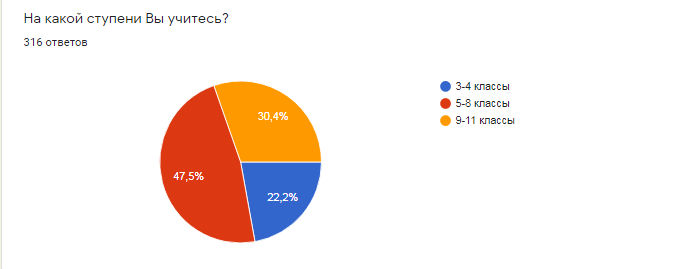 На какой ступени Вы учитесь?
316 ответов
3-4 классы
5-8 классы
9-11 классы
30,4%
47,5%
22,2%